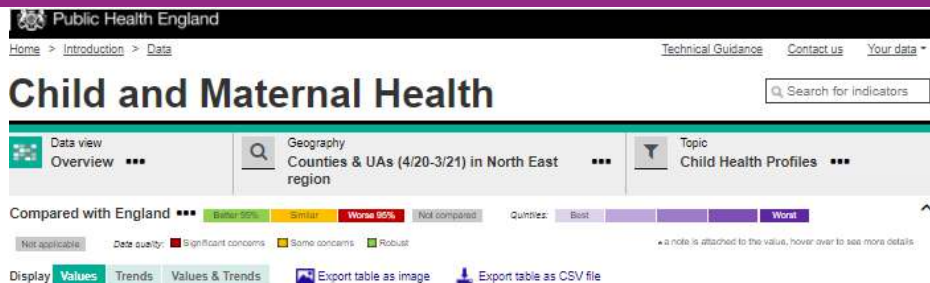 Public Health England
Home > Introduction > Data
Technical Guidance Contact us Your data
Child and Maternal Health
Search for indicators
Data view
Overview •••
Geography
Counties & UAs (4/20-3/21) in North East region •••
Topic
Child Health Profiles •••
Compared with England ••• Better 95% Similar Worse 95% Not compared Quintiles: Best Worst
Not applicable Data quality: Significant concerns Some concerns Robust
a note is attached to the value, hover over to see more details
Display Values Trends Values & Trends Export table as image Export table as CSV file